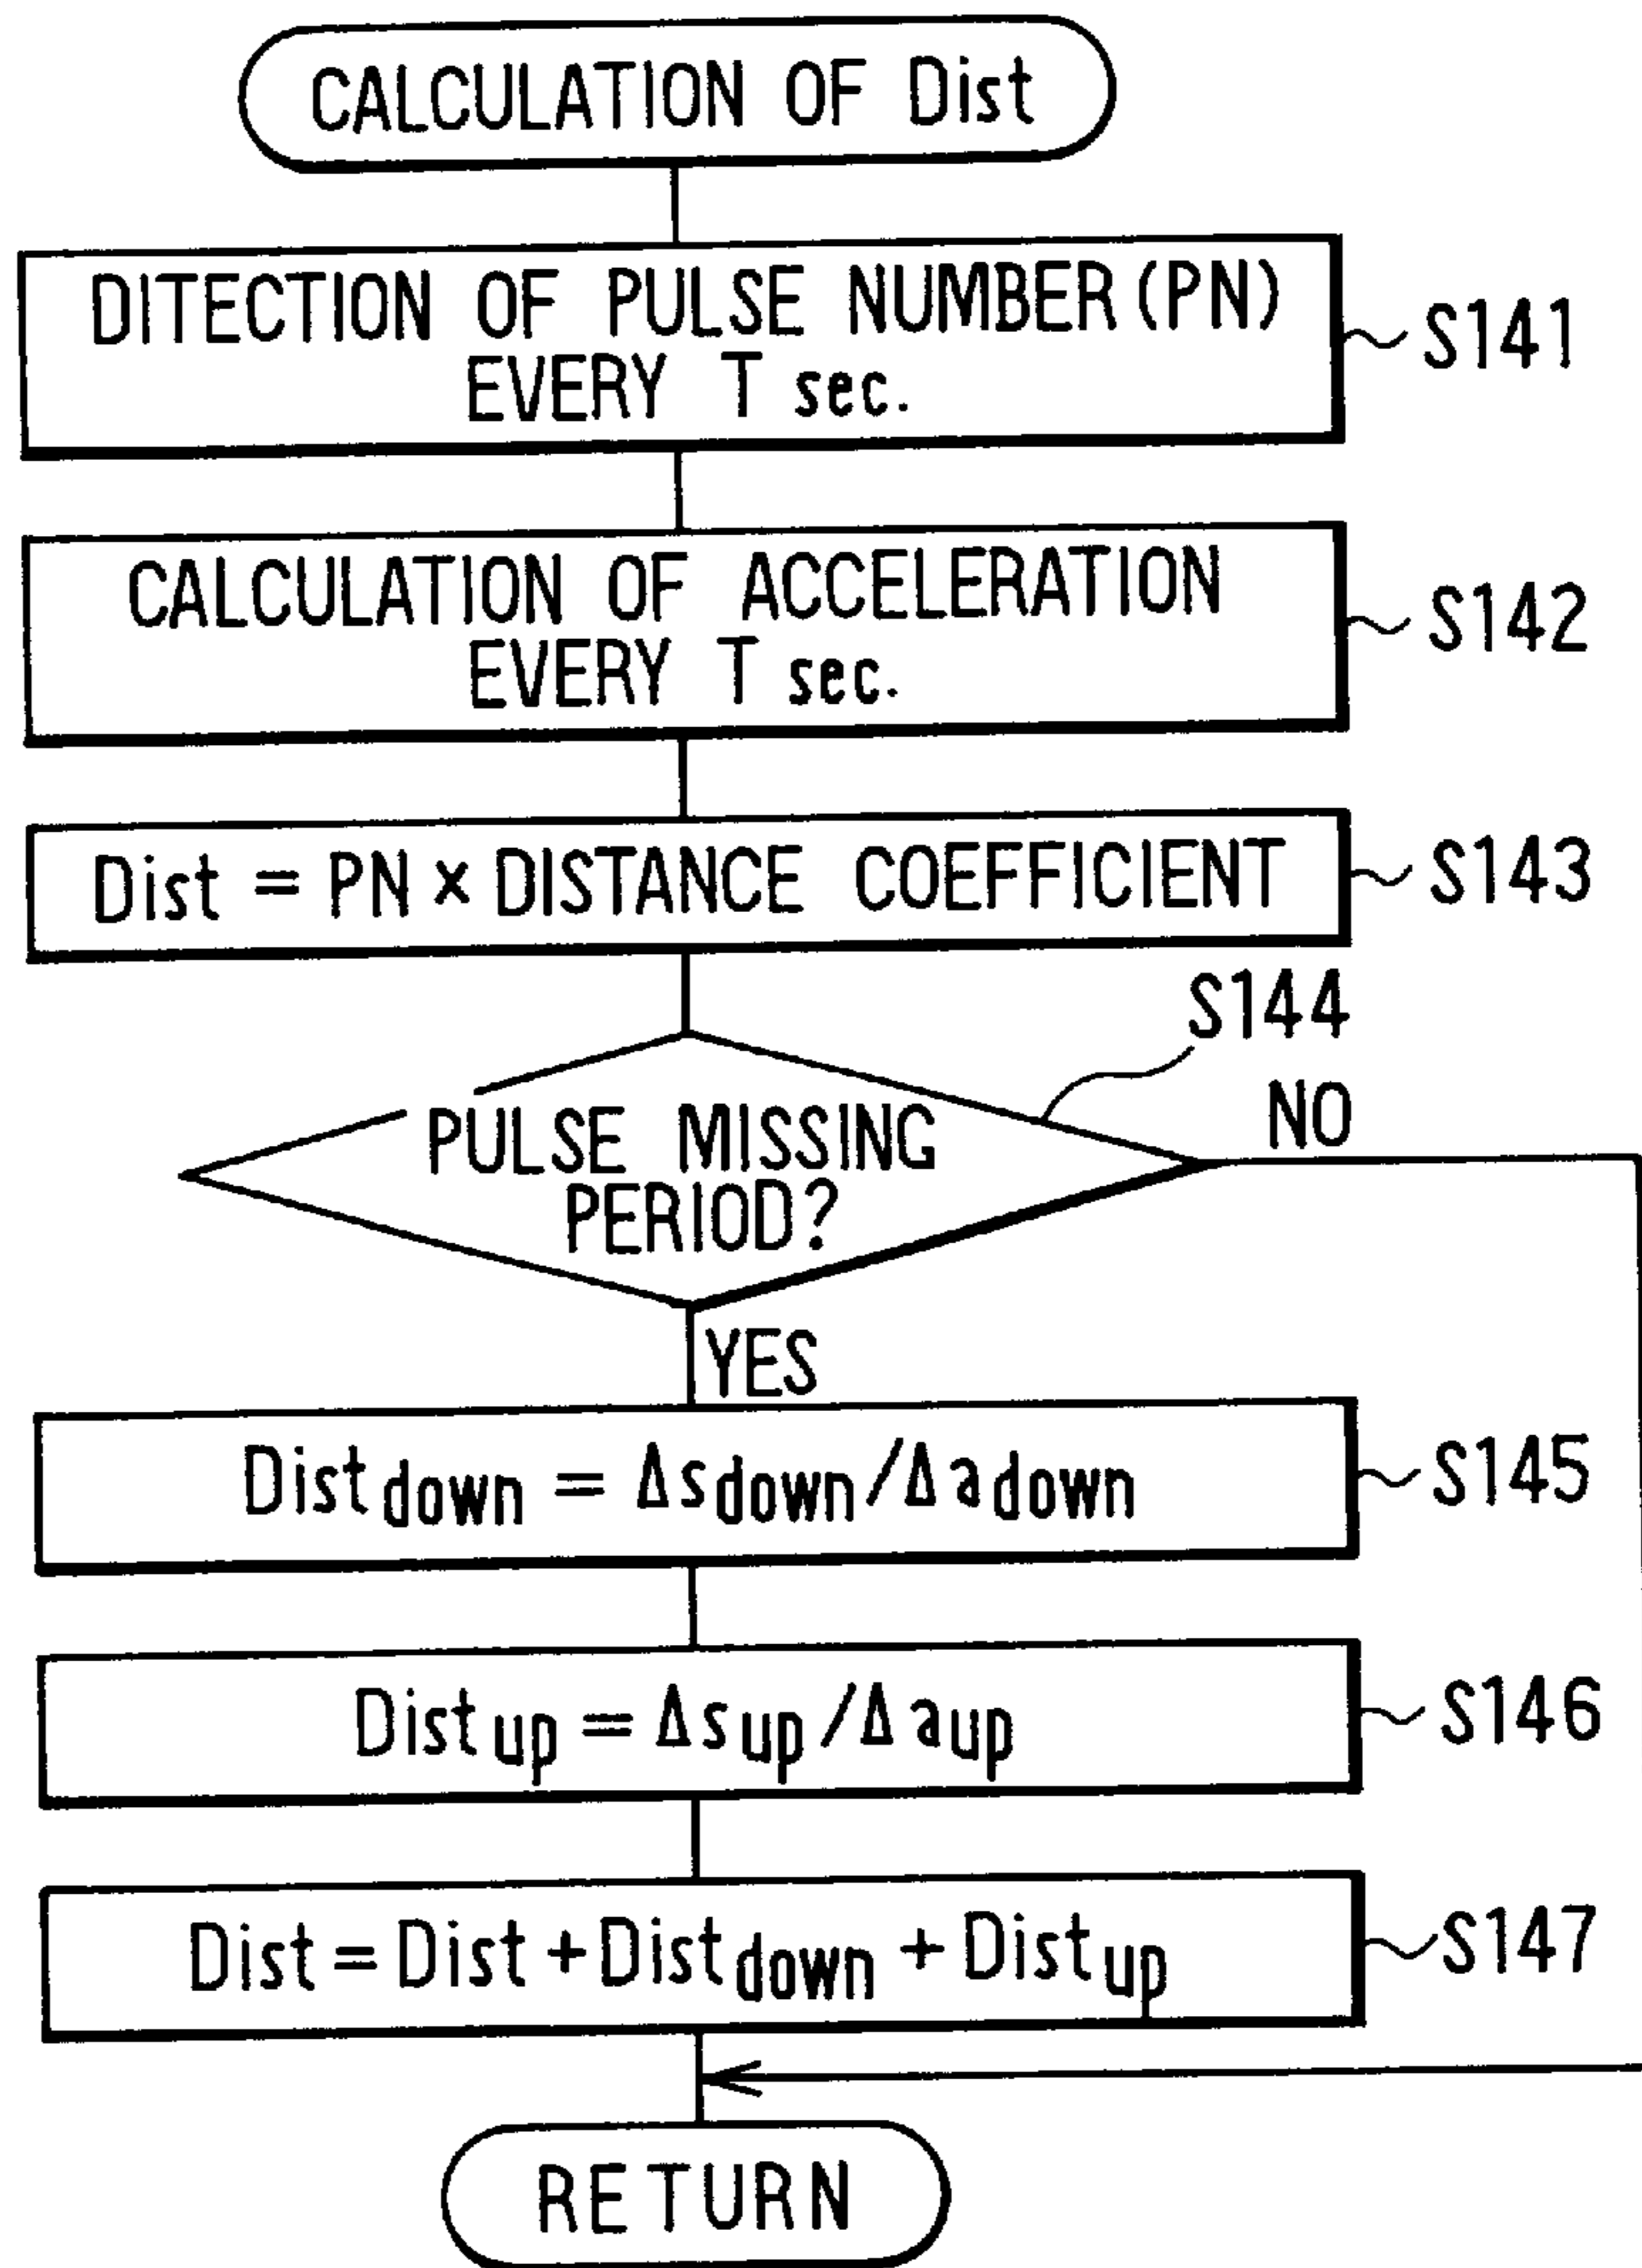 CALCULATION OF Dist
DITECTION OF PULSE NUMBER (PN)
EVERY T sec.
S141
CALCULATION OF ACCELERATION
EVERY T sec.
S142
Dist = PN × DISTANCE COEFFICIENT
S143
S144
PULSE MISSING
PERIOD?
NO
YES
Distdown = Δsdown/Δadown
S145
Distup = Δsup/Δaup
S146
Dist = Dist + Distdown + Distup
S147
RETURN